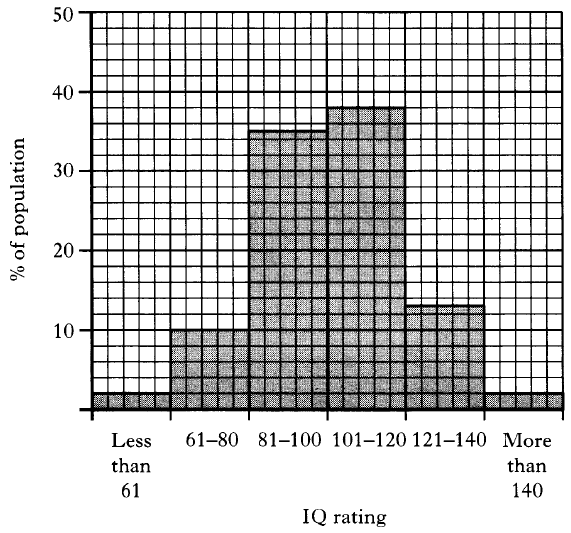 50
40
30
20
10
% of population
Less than 61
61–80
81–100
101–120
121–140
More than 140
IQ rating